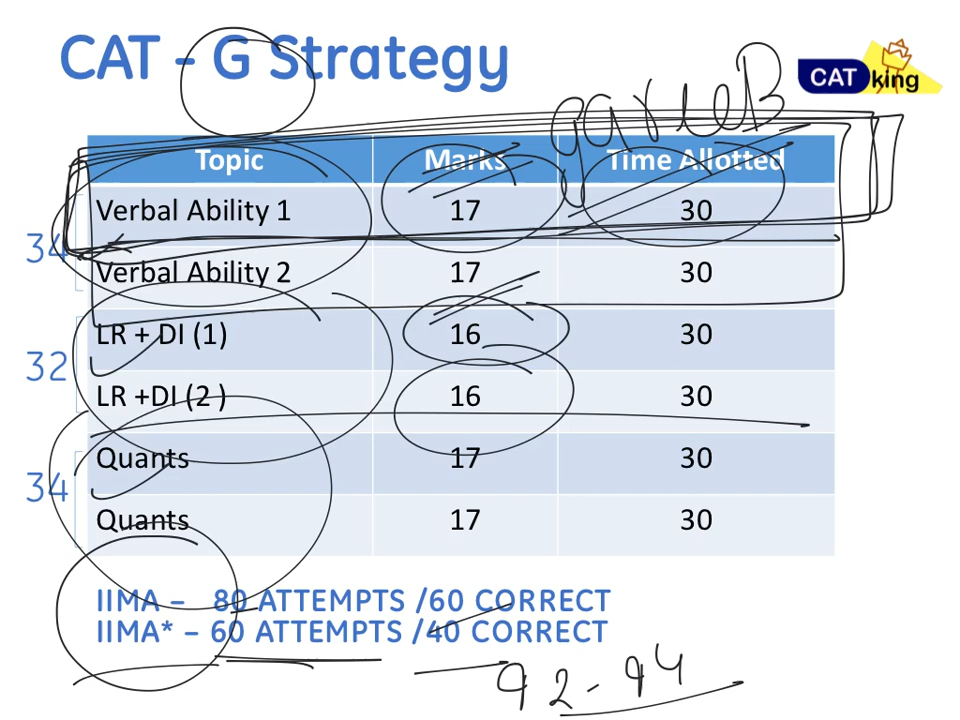 CAT - G Strategy
CAT king
Topic Marks Time Allotted
Verbal Ability 1 17 30
34
Verbal Ability 2 17 30
LR + DI (1) 16 30
32
LR +DI (2 ) 16 30
Quants 17 30
34
Quants 17 30
IIMA – 80 ATTEMPTS /60 CORRECT
IIMA* – 60 ATTEMPTS /40 CORRECT
92 - 94